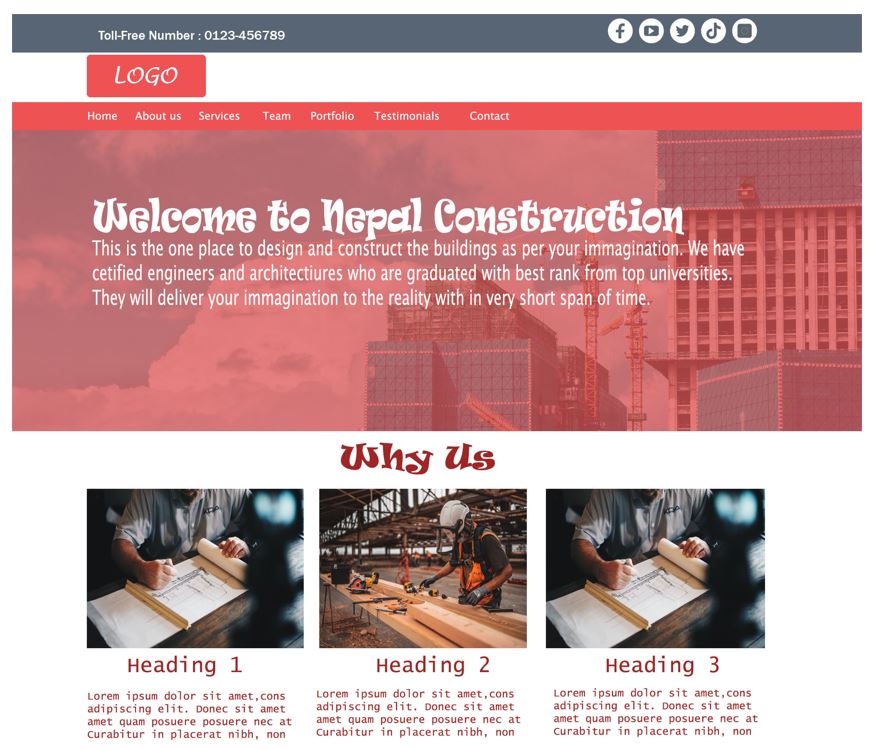 Toll-Free Number : 0123-456789
LOGO
Home About us Services Team Portfolio Testimonials Contact
Welcome to Nepal Construction
This is the one place to design and construct the buildings as per your immagination. We have
cetified engineers and architectiures who are graduated with best rank from top universities.
They will deliver your immagination to the reality with in very short span of time.
Why Us
Heading 1
Lorem ipsum dolor sit amet,cons
adipiscing elit. Donec sit amet
amet quam posuere posuere nec at
Curabitur in placerat nibh, non
Heading 2
Lorem ipsum dolor sit amet,cons
adipiscing elit. Donec sit amet
amet quam posuere posuere nec at
Curabitur in placerat nibh, non
Heading 3
Lorem ipsum dolor sit amet,cons
adipiscing elit. Donec sit amet
amet quam posuere posuere nec at
Curabitur in placerat nibh, non